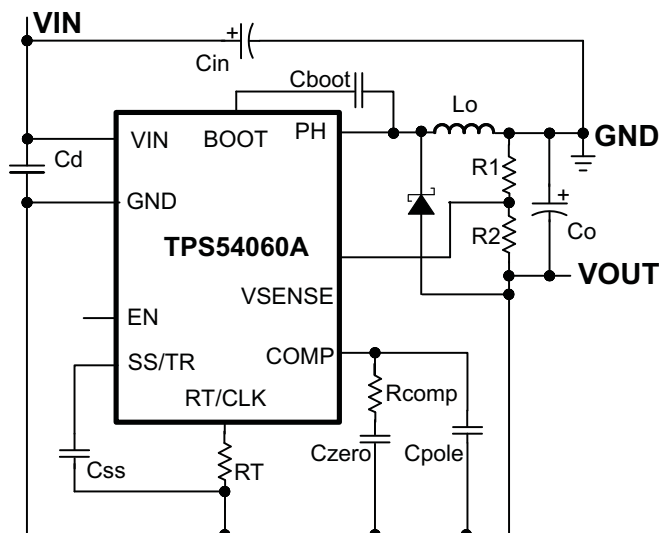 VIN
Cin
Cboot
Lo
PH
GND
VIN
BOOT
R1
Cd
GND
R2
Co
TPS54060A
VOUT
VSENSE
EN
COMP
SS/TR
RT/CLK
Rcomp
Czero
Cpole
Css
RT